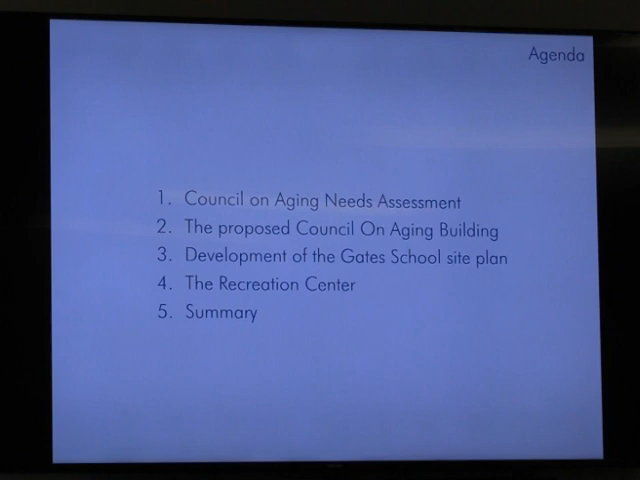 Agenda
1. Council on Aging Needs Assessment
2. The proposed Council On Aging Building
3. Development of the Gates School site plan
4. The Recreation Center
5. Summary